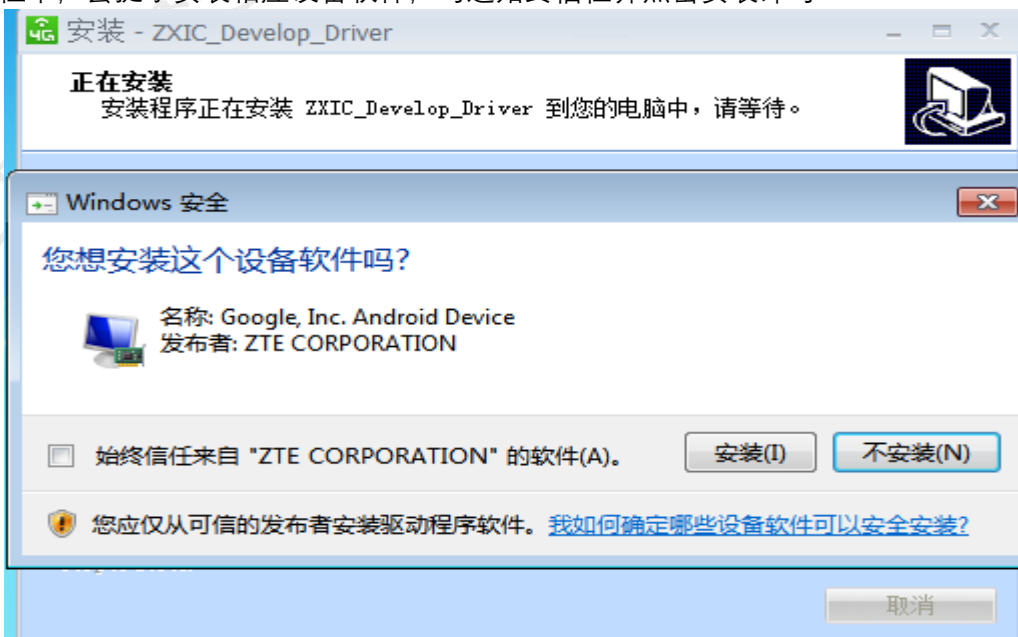 安装 - ZXIC_Develop_Driver
正在安装
安装程序正在安装 ZXIC_Develop_Driver 到您的电脑中,请等待。
Windows 安全
您想安装这个设备软件吗?
名称: Google, Inc. Android Device
发布者: ZTE CORPORATION
始终信任来自 "ZTE CORPORATION" 的软件(A)。
安装(I)
不安装(N)
您应仅从可信的发布者安装驱动程序软件。我如何确定哪些设备软件可以安全安装?
取消